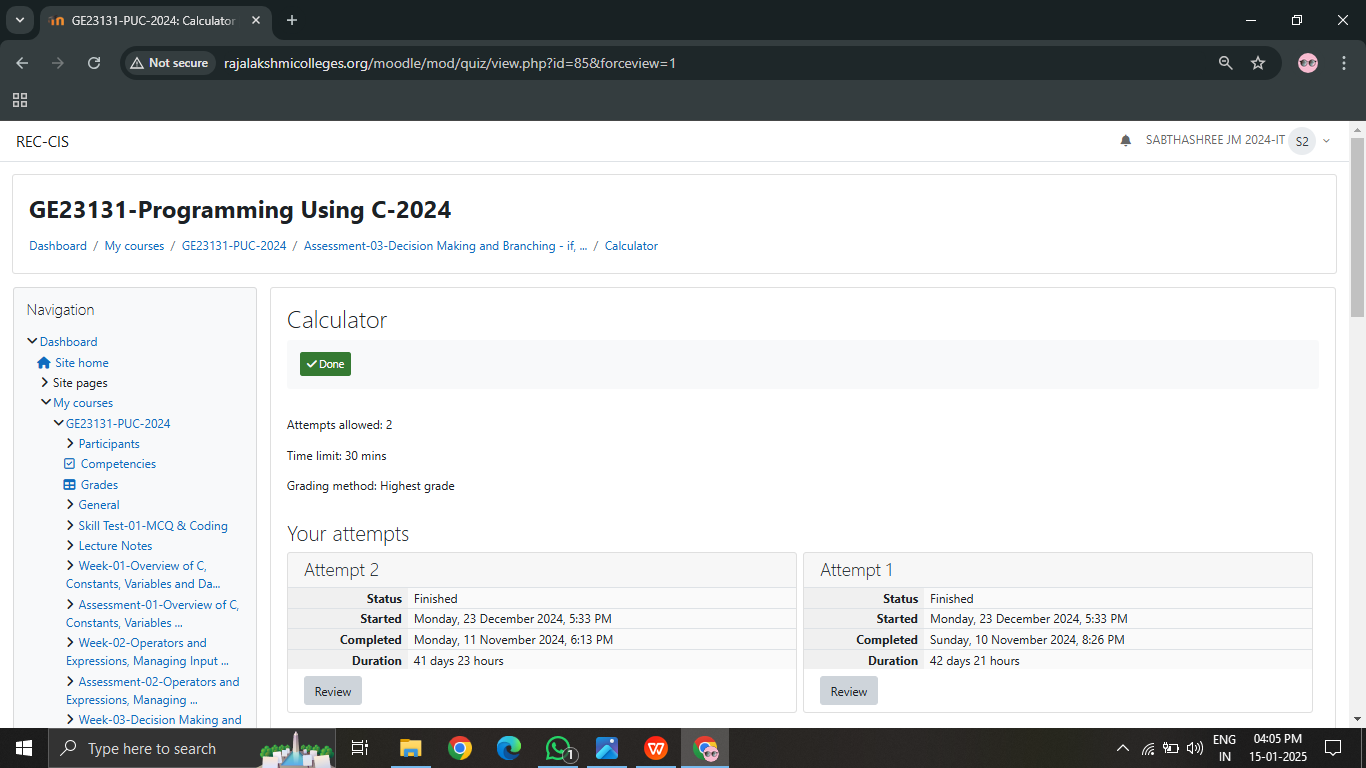 GE23131-PUC-2024: Calculator
Not secure
rajalakshmicolleges.org/moodle/mod/quiz/view.php?id=85&forceview=1
REC-CIS
SABTHASHREE JM 2024-IT S2
GE23131-Programming Using C-2024
Dashboard / My courses / GE23131-PUC-2024 / Assessment-03-Decision Making and Branching - if, ... / Calculator
Navigation
Dashboard
Site home
Site pages
My courses
GE23131-PUC-2024
Participants
Competencies
Grades
General
Skill Test-01-MCQ & Coding
Lecture Notes
Week-01-Overview of C,
Constants, Variables and Da...
Assessment-01-Overview of C,
Constants, Variables ...
Week-02-Operators and
Expressions, Managing Input ...
Assessment-02-Operators and
Expressions, Managing ...
Week-03-Decision Making and
Calculator
Done
Attempts allowed: 2
Time limit: 30 mins
Grading method: Highest grade
Your attempts
Attempt 2
Status Finished
Started Monday, 23 December 2024, 5:33 PM
Completed Monday, 11 November 2024, 6:13 PM
Duration 41 days 23 hours
Review
Attempt 1
Status Finished
Started Monday, 23 December 2024, 5:33 PM
Completed Sunday, 10 November 2024, 8:26 PM
Duration 42 days 21 hours
Review
Type here to search
1
ENG
IN
04:05 PM
15-01-2025